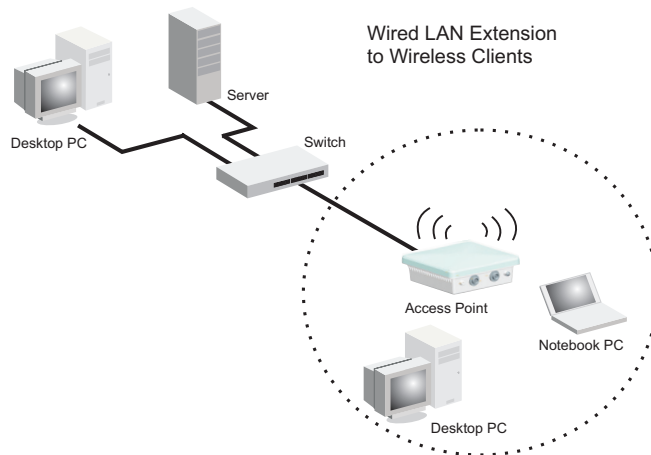 Wired LAN Extension
to Wireless Clients
Server
Desktop PC
Switch
Access Point
Notebook PC
Desktop PC